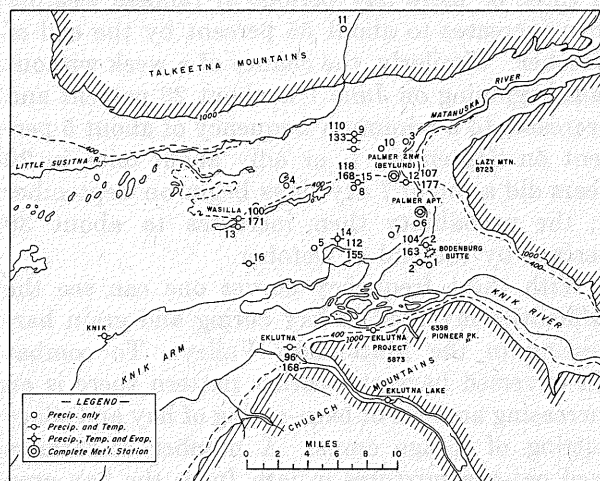 11
TALKEETNA MOUNTAINS
1000
MATANUSKA RIVER
400
110
133
9
10
3
PALMER 2NW
(BEYLUND)
LAZY MTN.
6723
LITTLE SUSITNA R.
118
168-15
8
12
107
177
4
400
WASILLA
100
171
13
PALMER APT.
6
7
14
112
155
5
104
163
2
BODENBURG
BUTTE
2
1
16
400
1000
KNIK RIVER
KNIK
KNIK ARM
EKLUTNA
96
168
EKLUTNA
PROJECT
5873
6398
PIONEER PK.
CHUGACH MOUNTAINS
EKLUTNA LAKE
— LEGEND —
Precip. only
Precip. and Temp.
Precip., Temp. and Evap.
Complete Met'l. Station
MILES
0 2 4 6 8 10